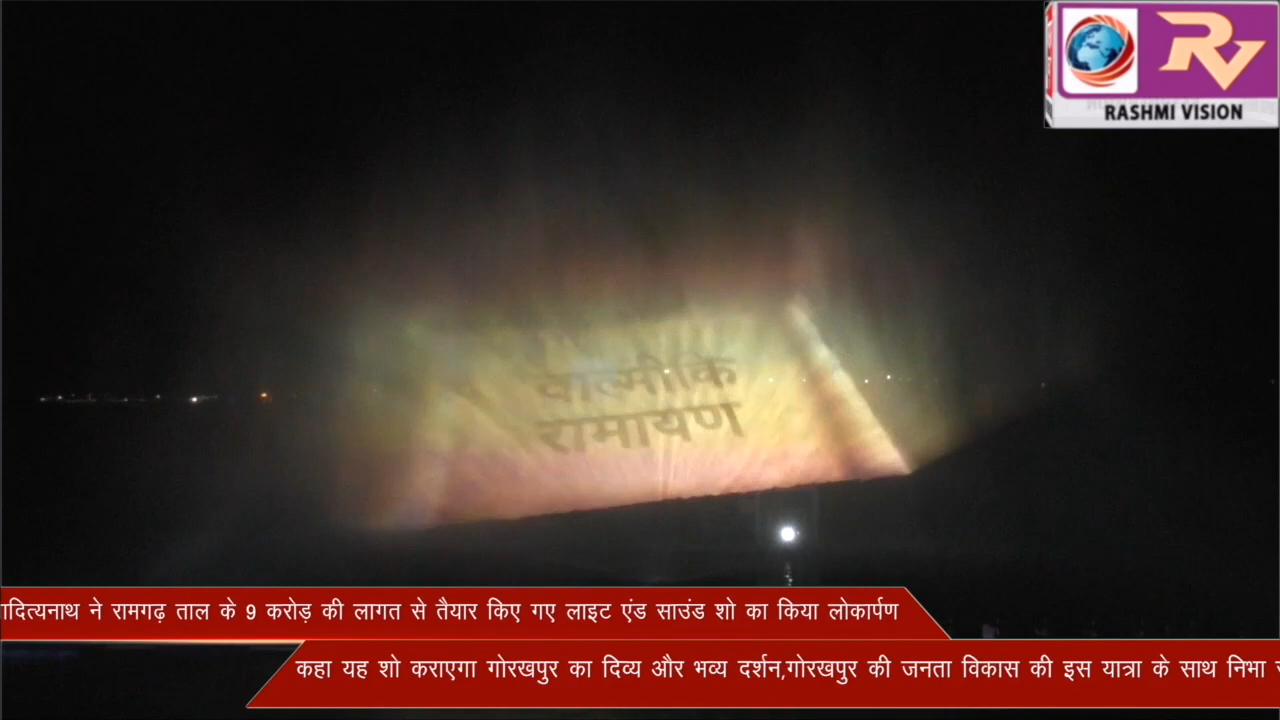 RV
RASHMI VISION
वाल्मीकि
रामायण
ादित्यनाथ ने रामगढ़ ताल के 9 करोड़ की लागत से तैयार किए गए लाइट एंड साउंड शो का किया लोकार्पण
कहा यह शो कराएगा गोरखपुर का दिव्य और भव्य दर्शन,गोरखपुर की जनता विकास की इस यात्रा के साथ निभा